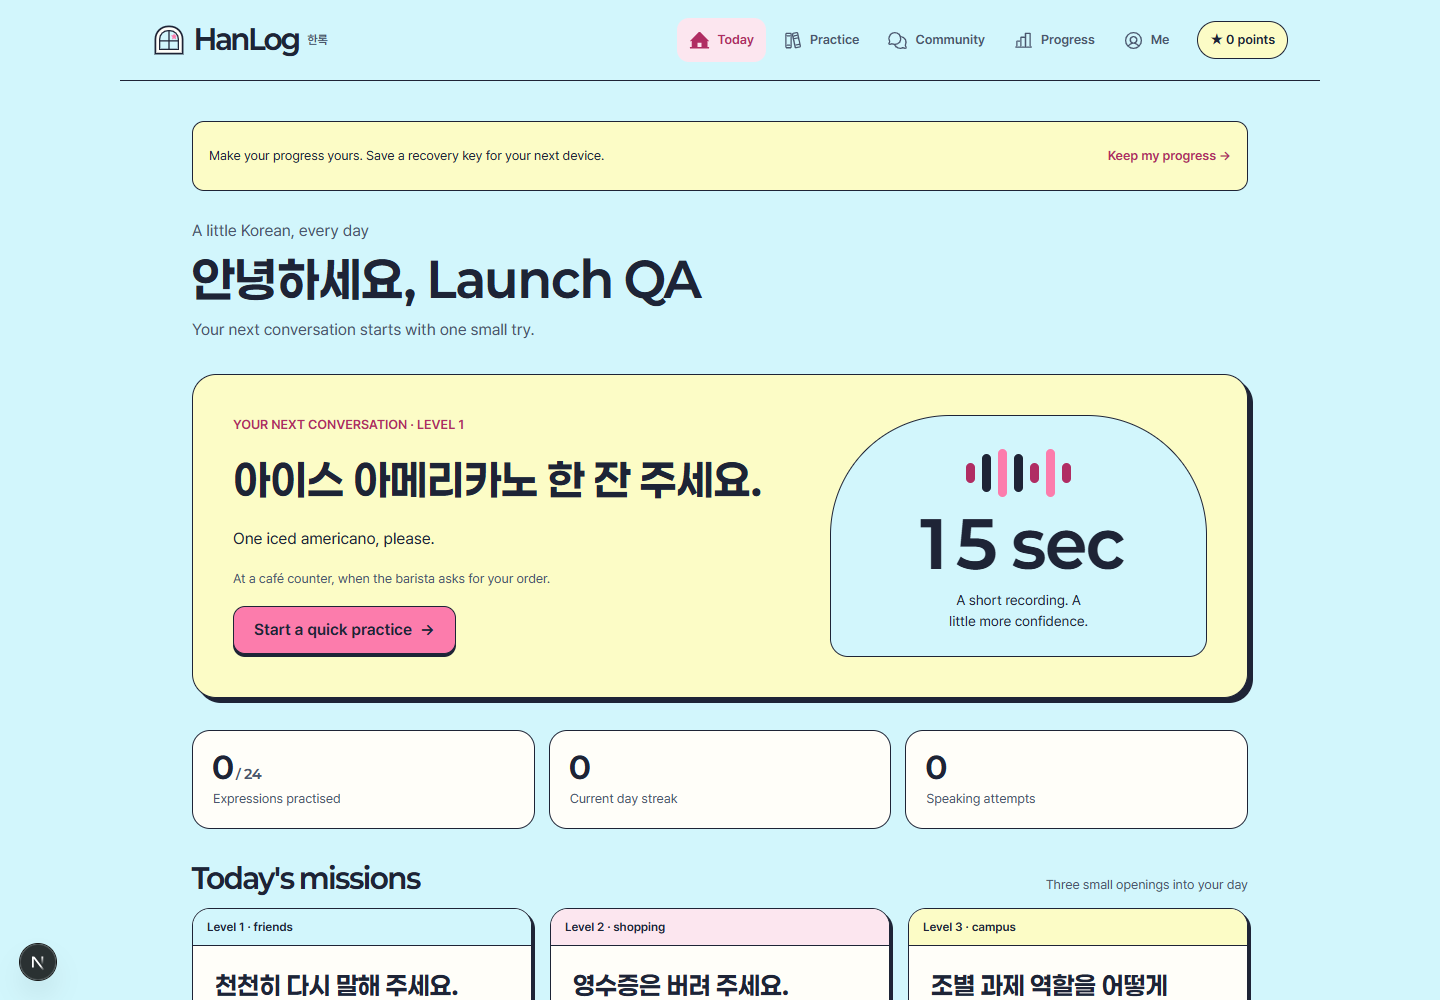 HanLog 한록
Today
Practice
Community
Progress
Me
★ 0 points
Make your progress yours. Save a recovery key for your next device.
Keep my progress →
A little Korean, every day
안녕하세요, Launch QA
Your next conversation starts with one small try.
YOUR NEXT CONVERSATION · LEVEL 1
아이스 아메리카노 한 잔 주세요.
One iced americano, please.
At a café counter, when the barista asks for your order.
Start a quick practice →
15 sec
A short recording. A
little more confidence.
0 / 24
Expressions practised
0
Current day streak
0
Speaking attempts
Today's missions
Three small openings into your day
Level 1 · friends
Level 2 · shopping
Level 3 · campus
천천히 다시 말해 주세요.
영수증은 버려 주세요.
조별 과제 역할을 어떻게
N